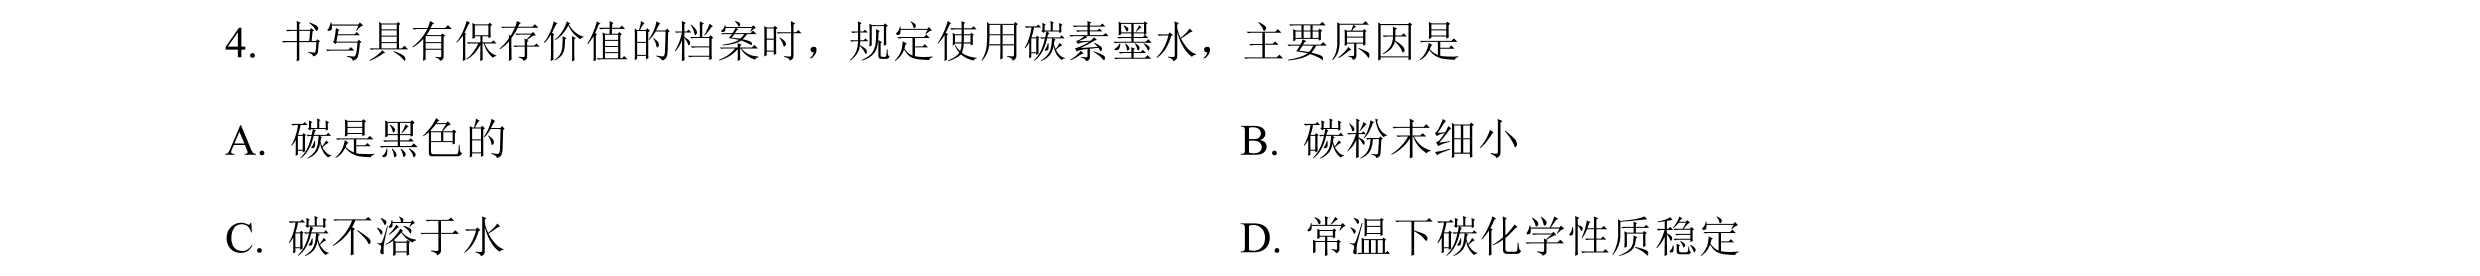 4. 书写具有保存价值的档案时，规定使用碳素墨水，主要原因是
A. 碳是黑色的 B. 碳粉末细小
C. 碳不溶于水 D. 常温下碳化学性质稳定